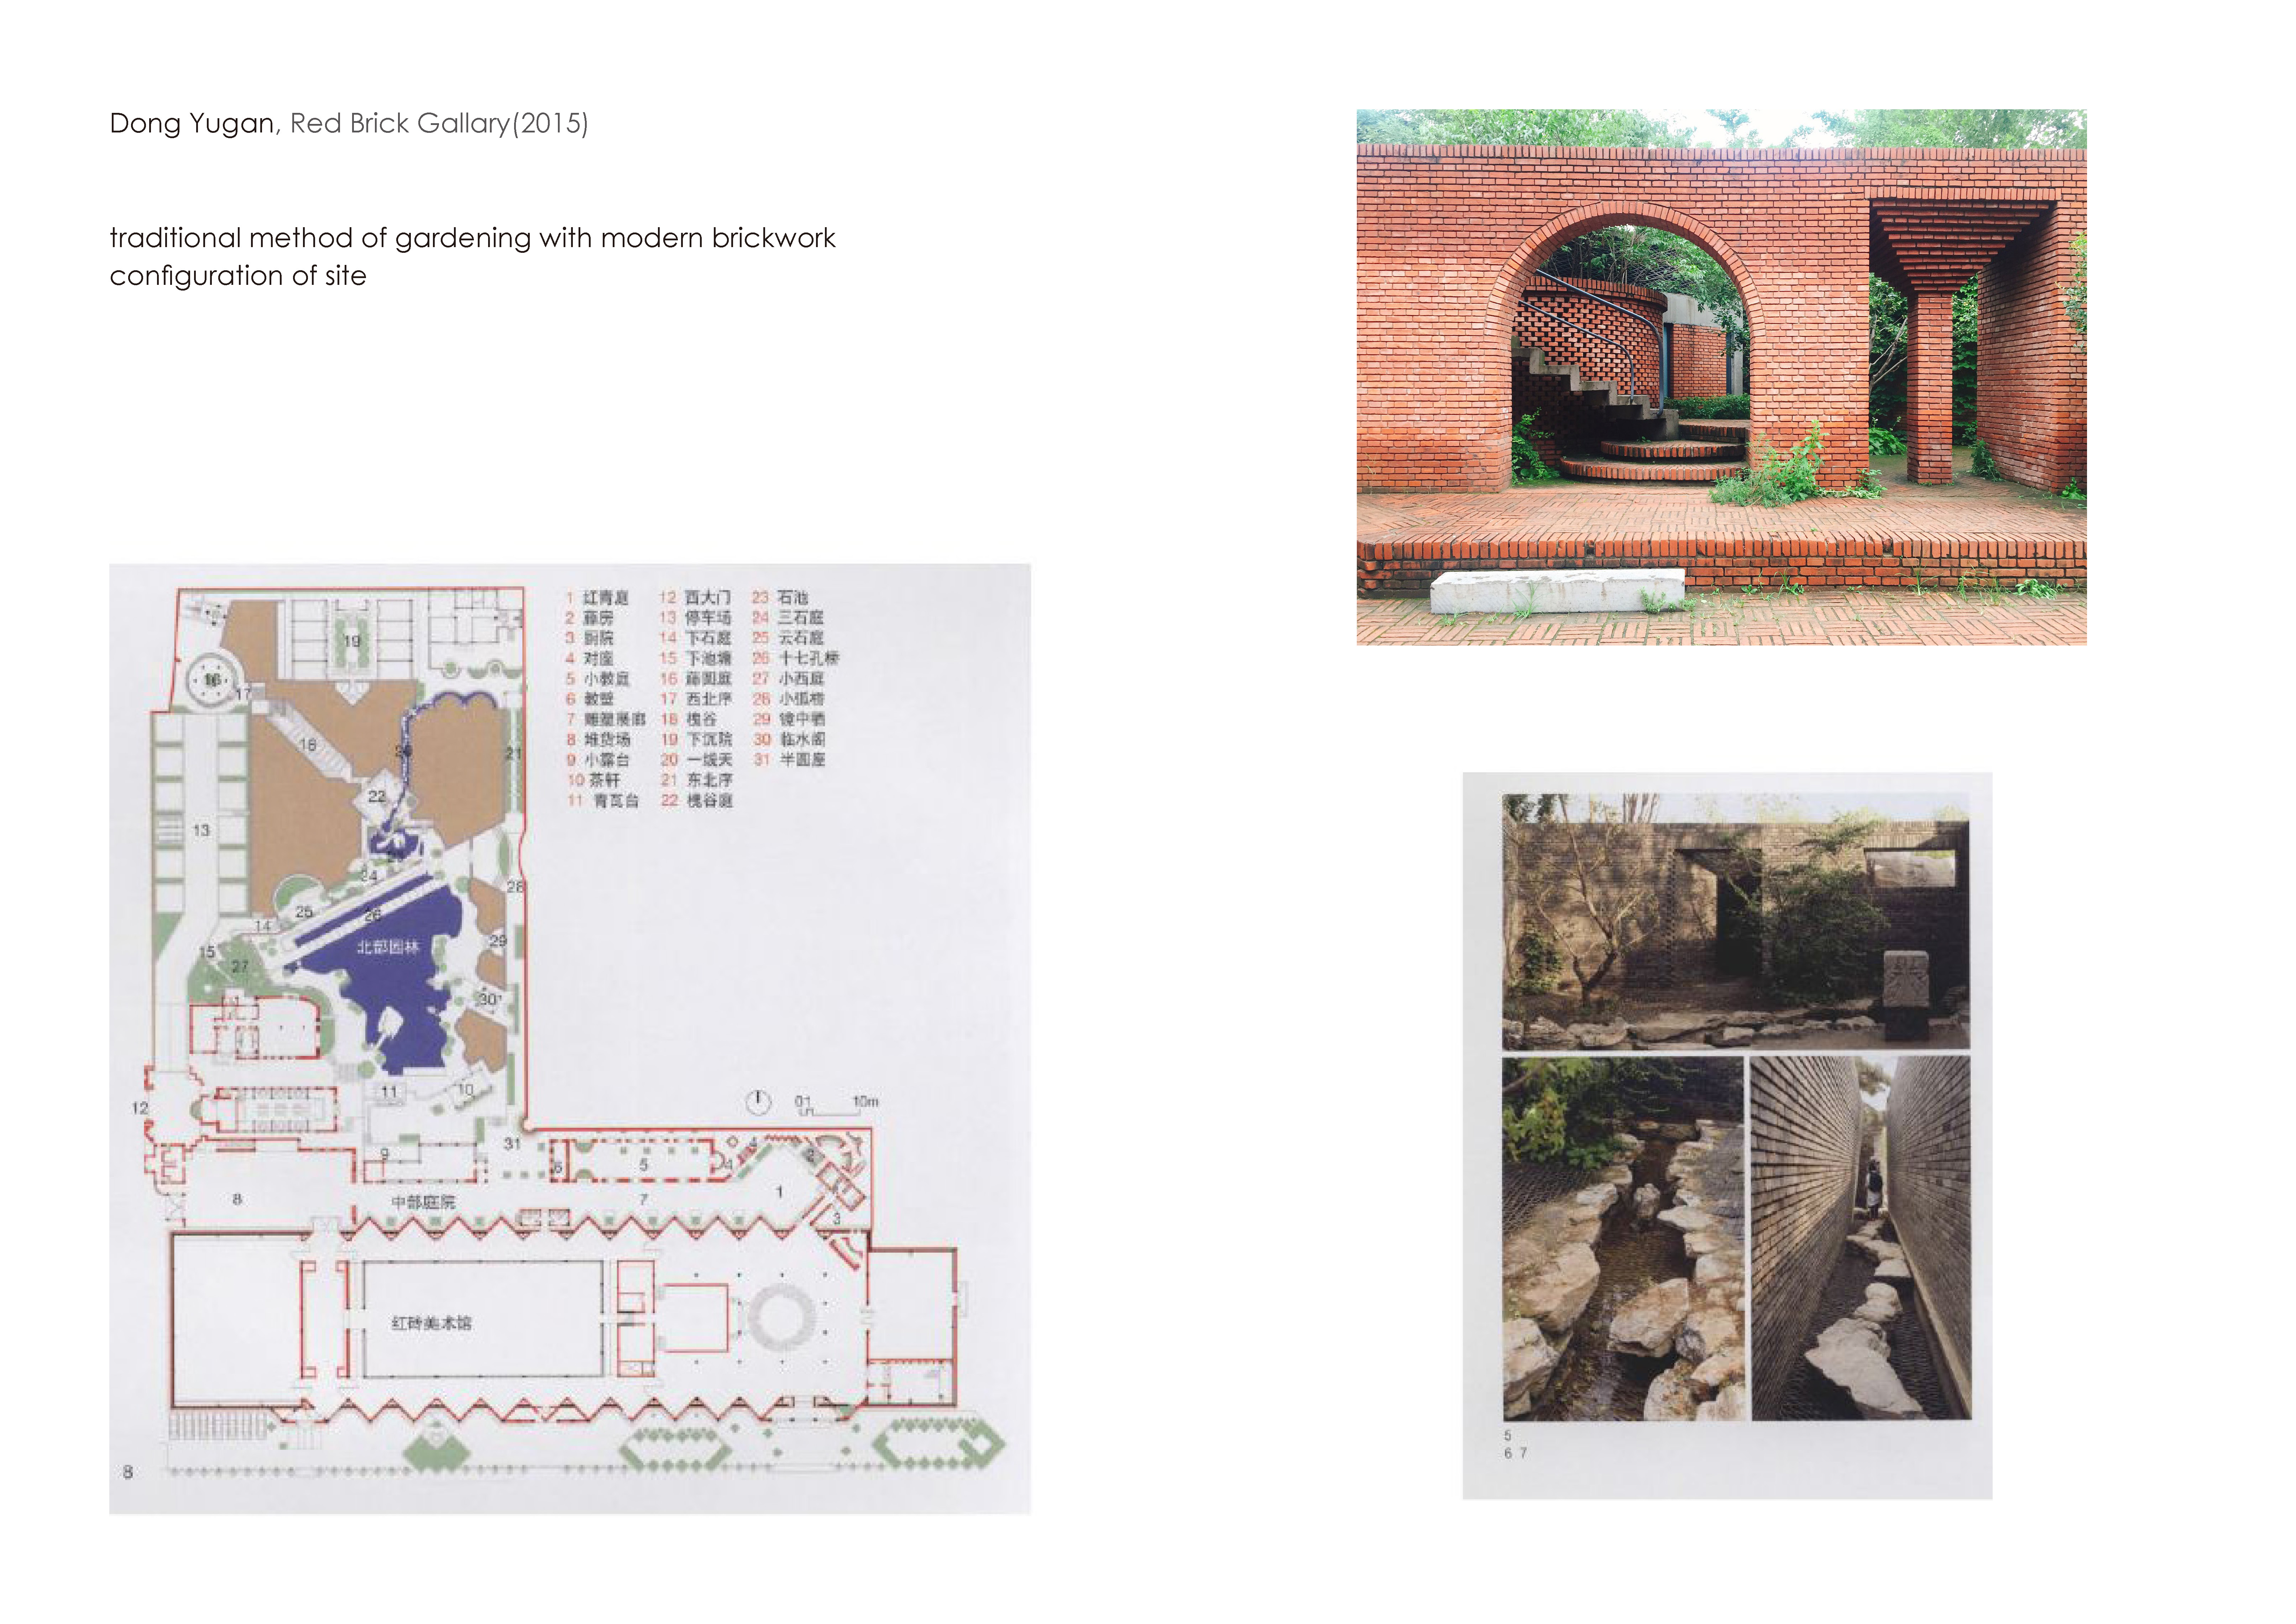 Dong Yugan, Red Brick Gallary(2015)
traditional method of gardening with modern brickwork
configuration of site
1 红青庭
2 藤房
3 厨院
4 对座
5 小教庭
6 教堂
7 雕塑展廊
8 堆货场
9 小露台
10 茶轩
11 青瓦台
12 西大门
13 停车场
14 下石庭
15 下池塘
16 藤圆庭
17 西北序
18 槐谷
19 下沉院
20 一线天
21 东北序
22 槐谷庭
23 石池
24 三石庭
25 云石庭
26 十七孔桥
27 小西庭
28 小弧塘
29 镜中牖
30 临水阁
31 半圆座
19
16
17
18
20
21
22
13
24
28
25
26
14
北部园林
29
15
27
30
11
10
12
01 10m
31
9
6
5
4
4
2
8
中部庭院
7
1
3
红砖美术馆
8
5
6 7